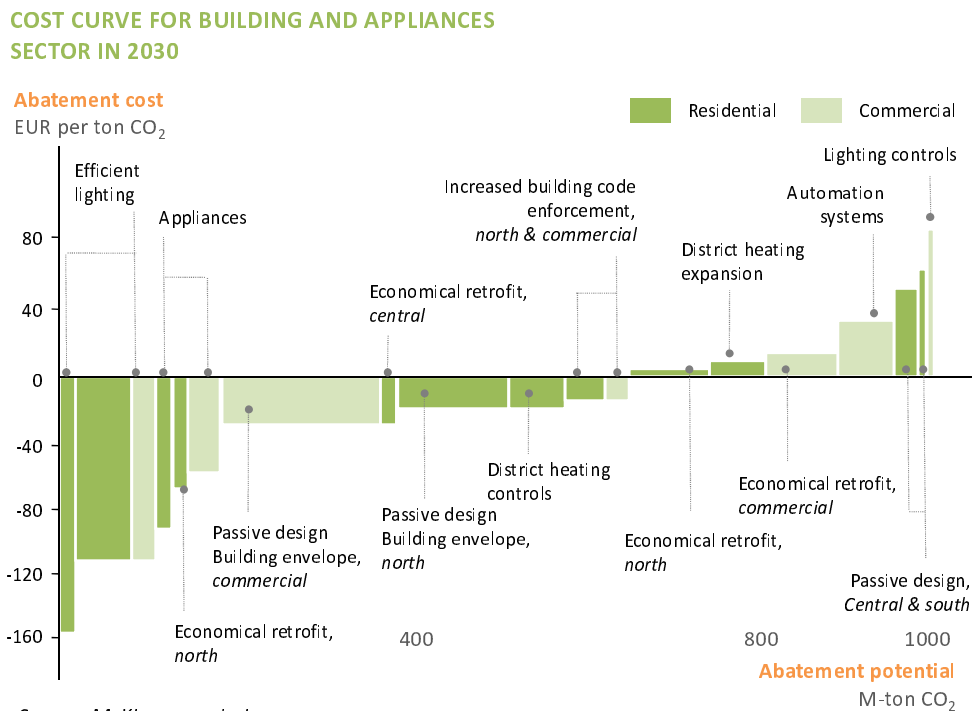 COST CURVE FOR BUILDING AND APPLIANCES
SECTOR IN 2030
Abatement cost
EUR per ton CO2
Residential
Commercial
Efficient
lighting
Appliances
Economical retrofit,
central
Increased building code
enforcement,
north & commercial
District heating
expansion
Automation
systems
Lighting controls
80
40
0
-40
-80
-120
-160
Passive design
Building envelope,
commercial
Economical retrofit,
north
Passive design
Building envelope,
north
District heating
controls
Economical retrofit,
north
Economical retrofit,
commercial
Passive design,
Central & south
400
800
1000
Abatement potential
M-ton CO2